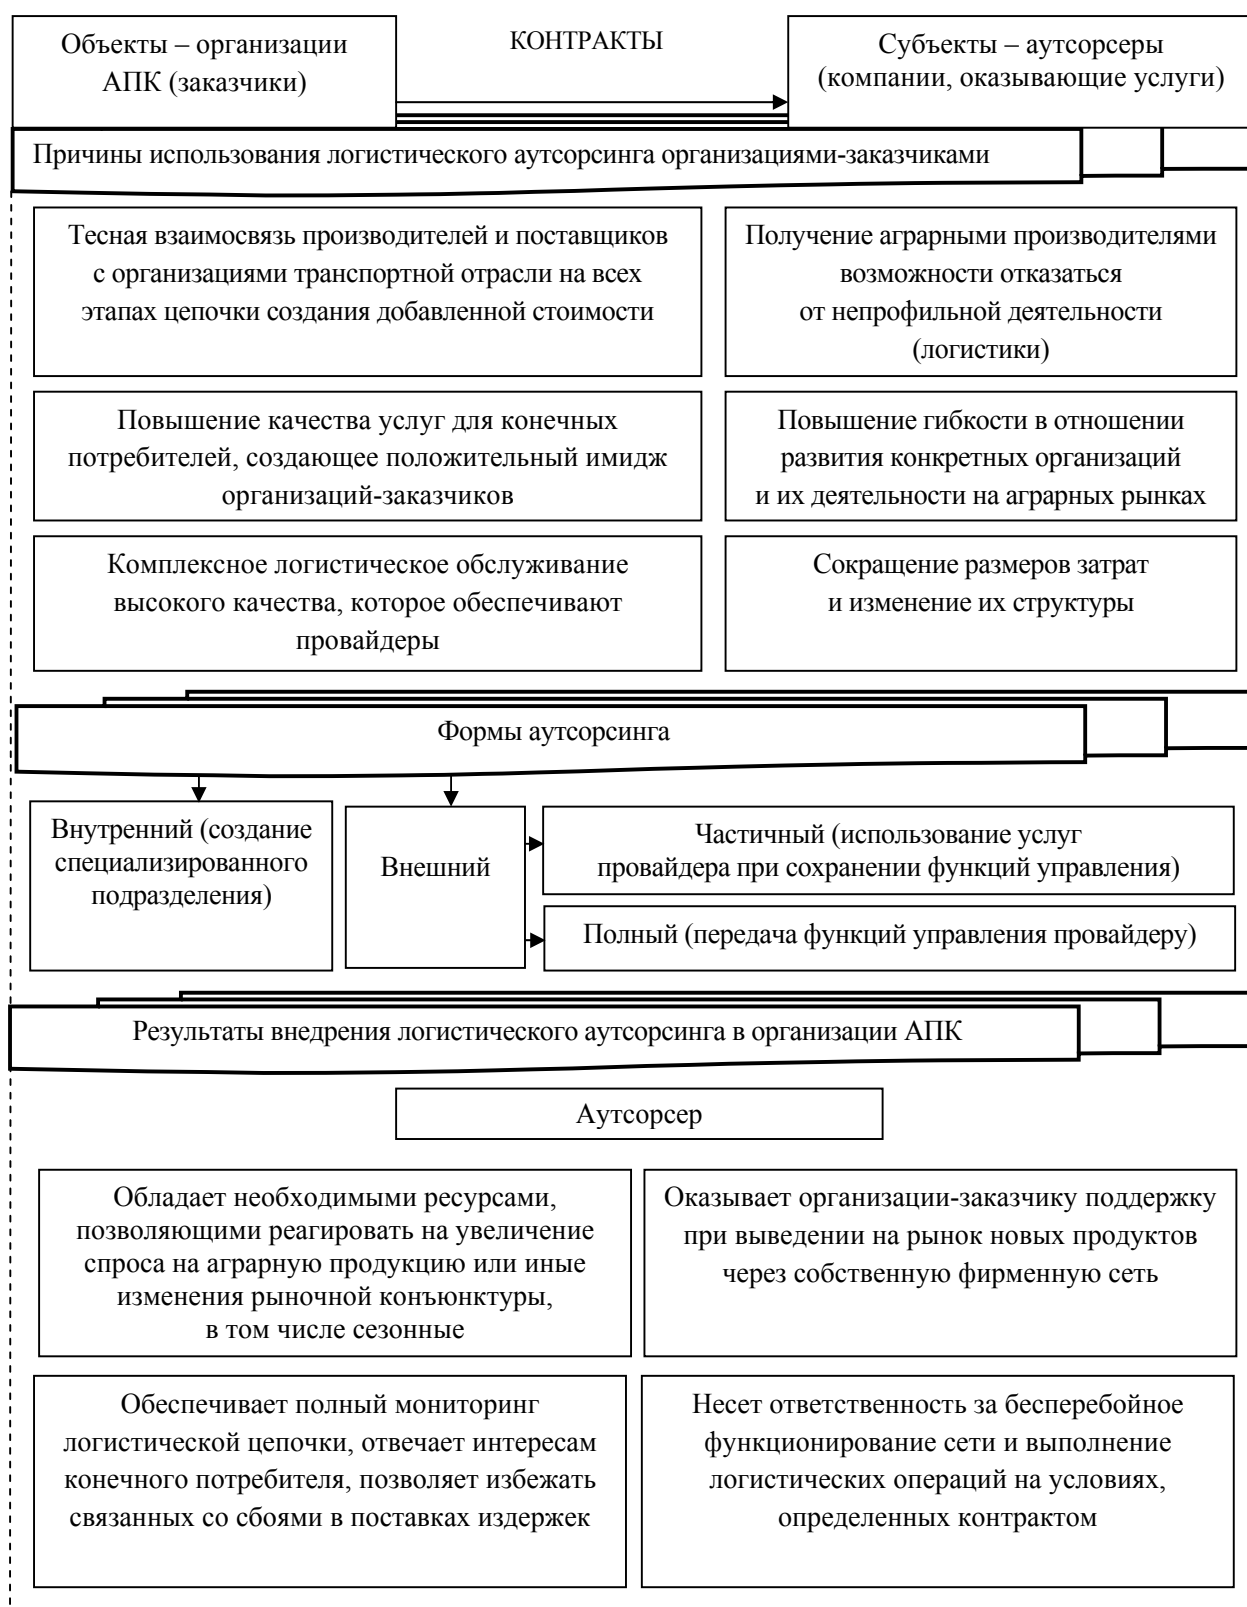 Объекты – организации
АПК (заказчики)
КОНТРАКТЫ
Субъекты – аутсорсеры
(компании, оказывающие услуги)
Причины использования логистического аутсорсинга организациями-заказчиками
Тесная взаимосвязь производителей и поставщиков
с организациями транспортной отрасли на всех
этапах цепочки создания добавленной стоимости
Получение аграрными производителями
возможности отказаться
от непрофильной деятельности
(логистики)
Повышение качества услуг для конечных
потребителей, создающее положительный имидж
организаций-заказчиков
Повышение гибкости в отношении
развития конкретных организаций
и их деятельности на аграрных рынках
Комплексное логистическое обслуживание
высокого качества, которое обеспечивают
провайдеры
Сокращение размеров затрат
и изменение их структуры
Формы аутсорсинга
Внутренний (создание
специализированного
подразделения)
Внешний
Частичный (использование услуг
провайдера при сохранении функций управления)
Полный (передача функций управления провайдеру)
Результаты внедрения логистического аутсорсинга в организации АПК
Аутсорсер
Обладает необходимыми ресурсами,
позволяющими реагировать на увеличение
спроса на аграрную продукцию или иные
изменения рыночной конъюнктуры,
в том числе сезонные
Оказывает организации-заказчику поддержку
при выведении на рынок новых продуктов
через собственную фирменную сеть
Обеспечивает полный мониторинг
логистической цепочки, отвечает интересам
конечного потребителя, позволяет избежать
связанных со сбоями в поставках издержек
Несет ответственность за бесперебойное
функционирование сети и выполнение
логистических операций на условиях,
определенных контрактом